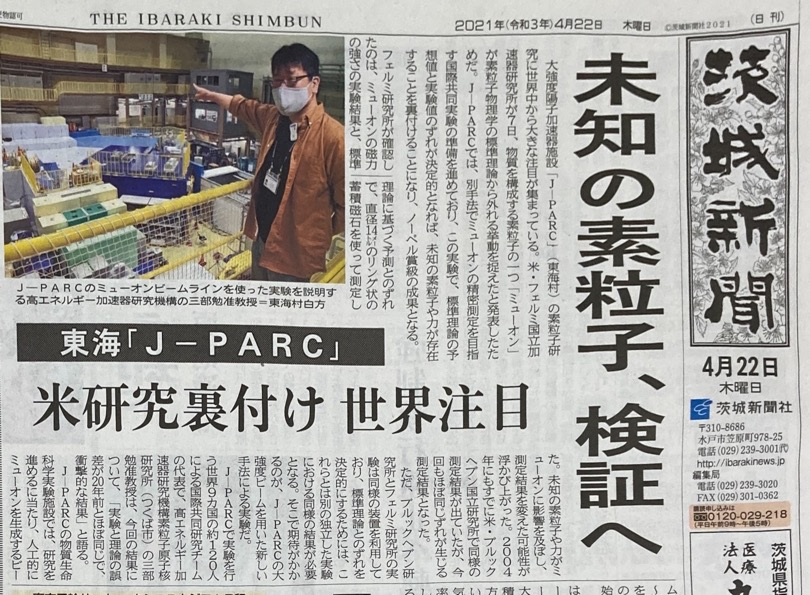 THE IBARAKI SHIMBUN
2021年(令和3年)4月22日 木曜日
©茨城新聞社2021
(日刊)
茨城新聞
4月22日
木曜日
茨城新聞社
〒310-8686
水戸市笠原町978-25
電話(029)239-3001代
http://ibarakinews.jp
編集局
電話(029)239-3020
FAX(029)301-0362
購読申し込みは
0120-029-218
(平日午前9時〜午後5時)
医療
法人
茨城県指
未知の素粒子、検証へ
東海「J-PARC」
米研究裏付け 世界注目
大強度陽子加速器施設「J-PARC」(東海村)の素粒子研
究に世界中から大きな注目が集まっている。米・フェルミ国立加
速器研究所が7日、物質を構成する素粒子の一つ「ミューオン」
が素粒子物理学の標準理論から外れる挙動を捉えたと発表したた
めだ。J-PARCでは、別手法でミューオンの精密測定を目指
す国際共同実験の準備を進めており、この実験で、標準理論の予
想値と実験値のずれが決定的となれば、未知の素粒子や力が存在
することを裏付けることになり、ノーベル賞級の成果となる。
フェルミ研究所が確認し
たのは、ミューオンの磁力
の強さの実験結果と、標準
理論に基づく予測とのずれ
で、直径14㍍のリング状の
蓄積磁石を使って測定し
J-PARCのミューオンビームラインを使った実験を説明す
る高エネルギー加速器研究機構の三部勉准教授=東海村白方
た。未知の素粒子や力がミ
ューオンに影響を及ぼし、
測定結果を変えた可能性が
浮かび上がった。2004
年にもすでに米・ブルック
ヘブン国立研究所で同様の
測定結果が出ていたが、今
回もほぼ同じずれが生じる
測定結果となった。
ただ、ブルックヘブン研
究所とフェルミ研究所の実
験は同様の装置を利用して
おり、標準理論とのずれを
決定的にするためには、こ
れらとは別の独立した実験
における同様の結果が必要
となる。そこで期待がかか
るのが、J-PARCの大
強度ビームを用いた新しい
手法による実験だ。
J-PARCで実験を行
う世界9カ国の約120人
による国際共同研究チーム
の代表で、高エネルギー加
速器研究機構素粒子原子核
研究所(つくば市)の三部
勉准教授は、今回の結果に
ついて、「実験と理論の誤
差が20年前とほぼ同じで、
衝撃的な結果」と語る。
J-PARCの物質生命
科学実験施設では、研究を
進めるに当たり、人工的に
ミューオンを生成するビー